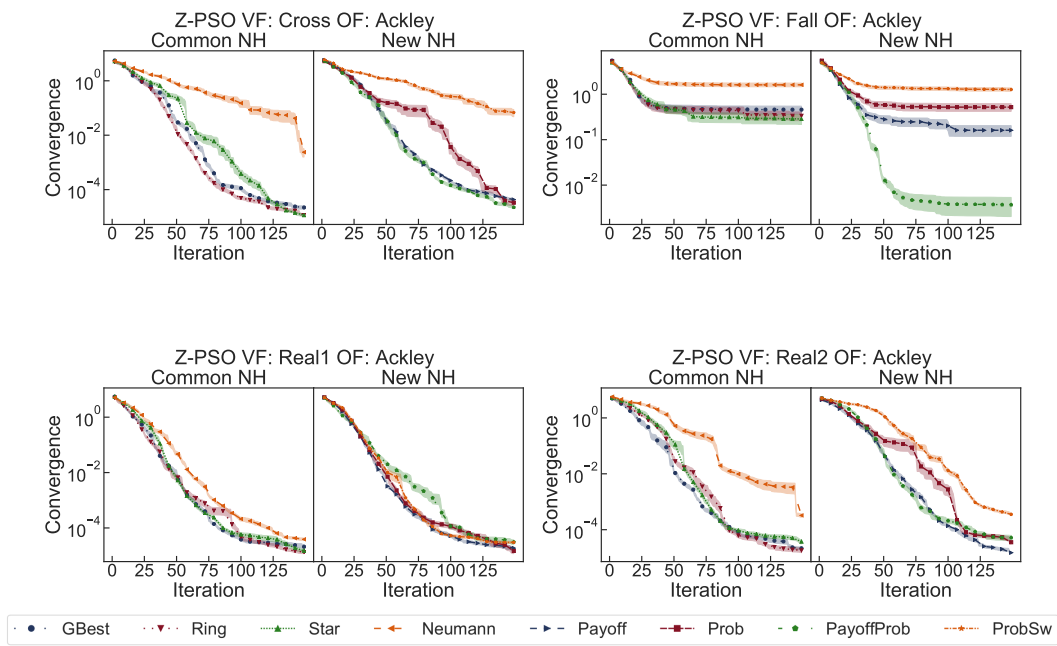 Z-PSO VF: Cross OF: Ackley
Common NH
New NH
Convergence
10^0
10^-2
10^-4
0 25 50 75 100 125
0 25 50 75 100 125
Iteration
Iteration
Z-PSO VF: Fall OF: Ackley
Common NH
New NH
Convergence
10^0
10^-1
10^-2
0 25 50 75 100 125
0 25 50 75 100 125
Iteration
Iteration
Z-PSO VF: Real1 OF: Ackley
Common NH
New NH
Convergence
10^0
10^-2
10^-4
0 25 50 75 100 125
0 25 50 75 100 125
Iteration
Iteration
Z-PSO VF: Real2 OF: Ackley
Common NH
New NH
Convergence
10^0
10^-2
10^-4
0 25 50 75 100 125
0 25 50 75 100 125
Iteration
Iteration
GBest Ring Star Neumann Payoff Prob PayoffProb ProbSw